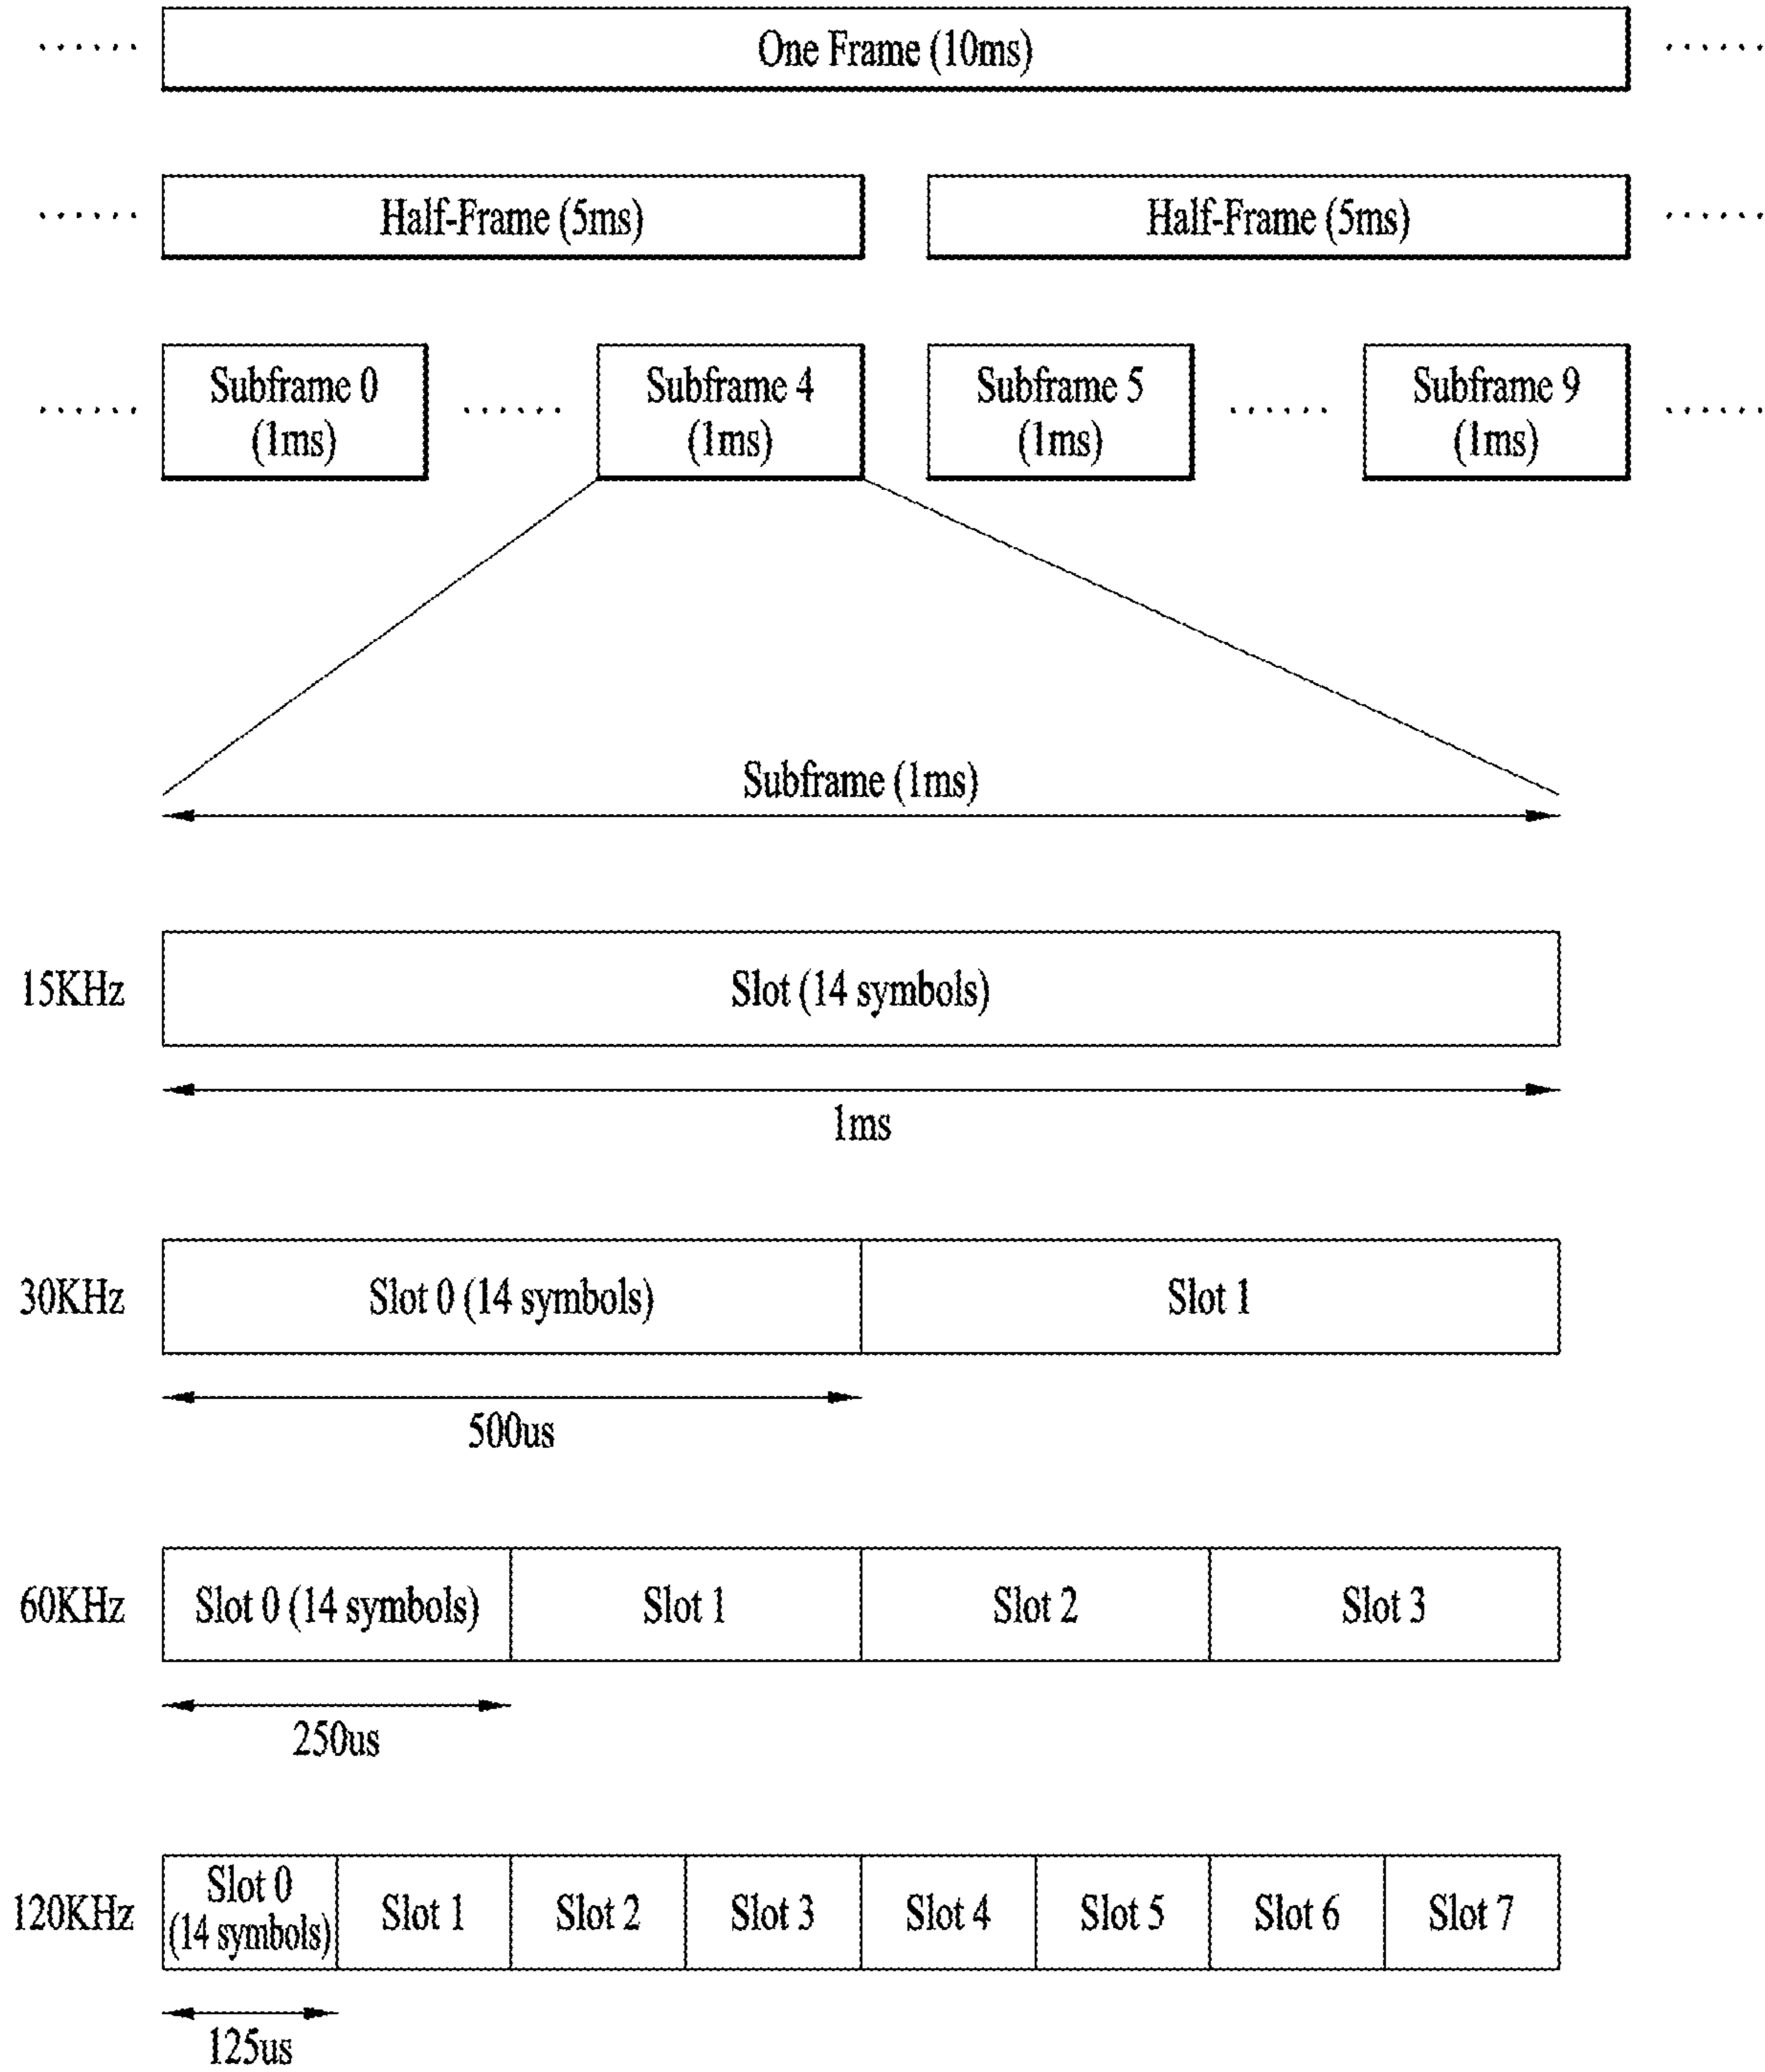 One Frame (10ms)
Half-Frame (5ms)
Half-Frame (5ms)
Subframe 0
(1ms)
Subframe 4
(1ms)
Subframe 5
(1ms)
Subframe 9
(1ms)
Subframe (1ms)
15KHz
Slot (14 symbols)
1ms
30KHz
Slot 0 (14 symbols)
Slot 1
500us
60KHz
Slot 0 (14 symbols)
Slot 1
Slot 2
Slot 3
250us
120KHz
Slot 0
(14 symbols)
Slot 1
Slot 2
Slot 3
Slot 4
Slot 5
Slot 6
Slot 7
125us